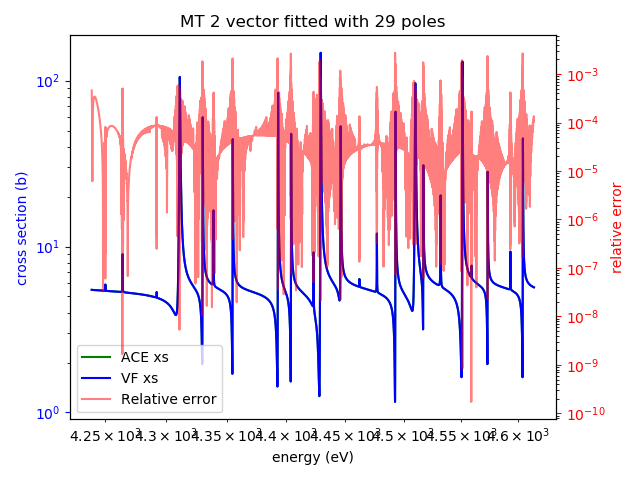 MT 2 vector fitted with 29 poles
10²
10¹
10⁰
cross section (b)
ACE xs
VF xs
Relative error
10⁻³
10⁻⁴
10⁻⁵
10⁻⁶
10⁻⁷
10⁻⁸
10⁻⁹
10⁻¹⁰
relative error
4.25 × 10³ 4.3 × 10³ 4.35 × 10³ 4.4 × 10³ 4.45 × 10³ 4.5 × 10³ 4.55 × 10³ 4.6 × 10³
energy (eV)